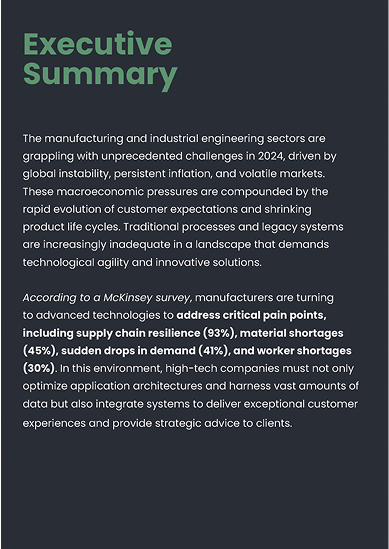 Executive
Summary
The manufacturing and industrial engineering sectors are
grappling with unprecedented challenges in 2024, driven by
global instability, persistent inflation, and volatile markets.
These macroeconomic pressures are compounded by the
rapid evolution of customer expectations and shrinking
product life cycles. Traditional processes and legacy systems
are increasingly inadequate in a landscape that demands
technological agility and innovative solutions.
According to a McKinsey survey, manufacturers are turning
to advanced technologies to address critical pain points,
including supply chain resilience (93%), material shortages
(45%), sudden drops in demand (41%), and worker shortages
(30%). In this environment, high-tech companies must not only
optimize application architectures and harness vast amounts of
data but also integrate systems to deliver exceptional customer
experiences and provide strategic advice to clients.